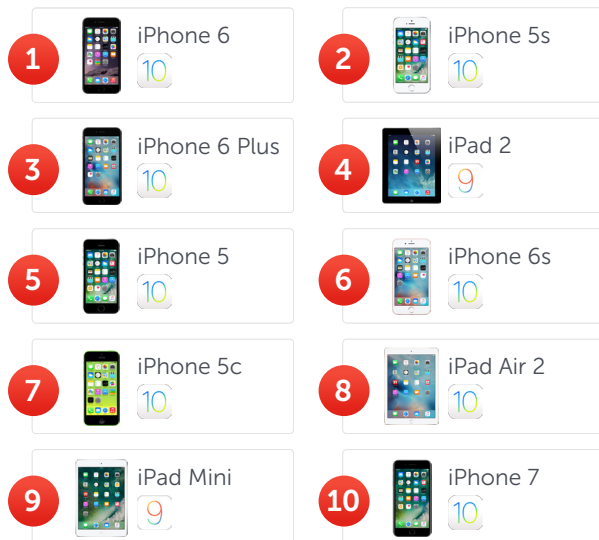 1
iPhone 6
10
2
iPhone 5s
10
3
iPhone 6 Plus
10
4
iPad 2
9
5
iPhone 5
10
6
iPhone 6s
10
7
iPhone 5c
10
8
iPad Air 2
10
9
iPad Mini
9
10
iPhone 7
10